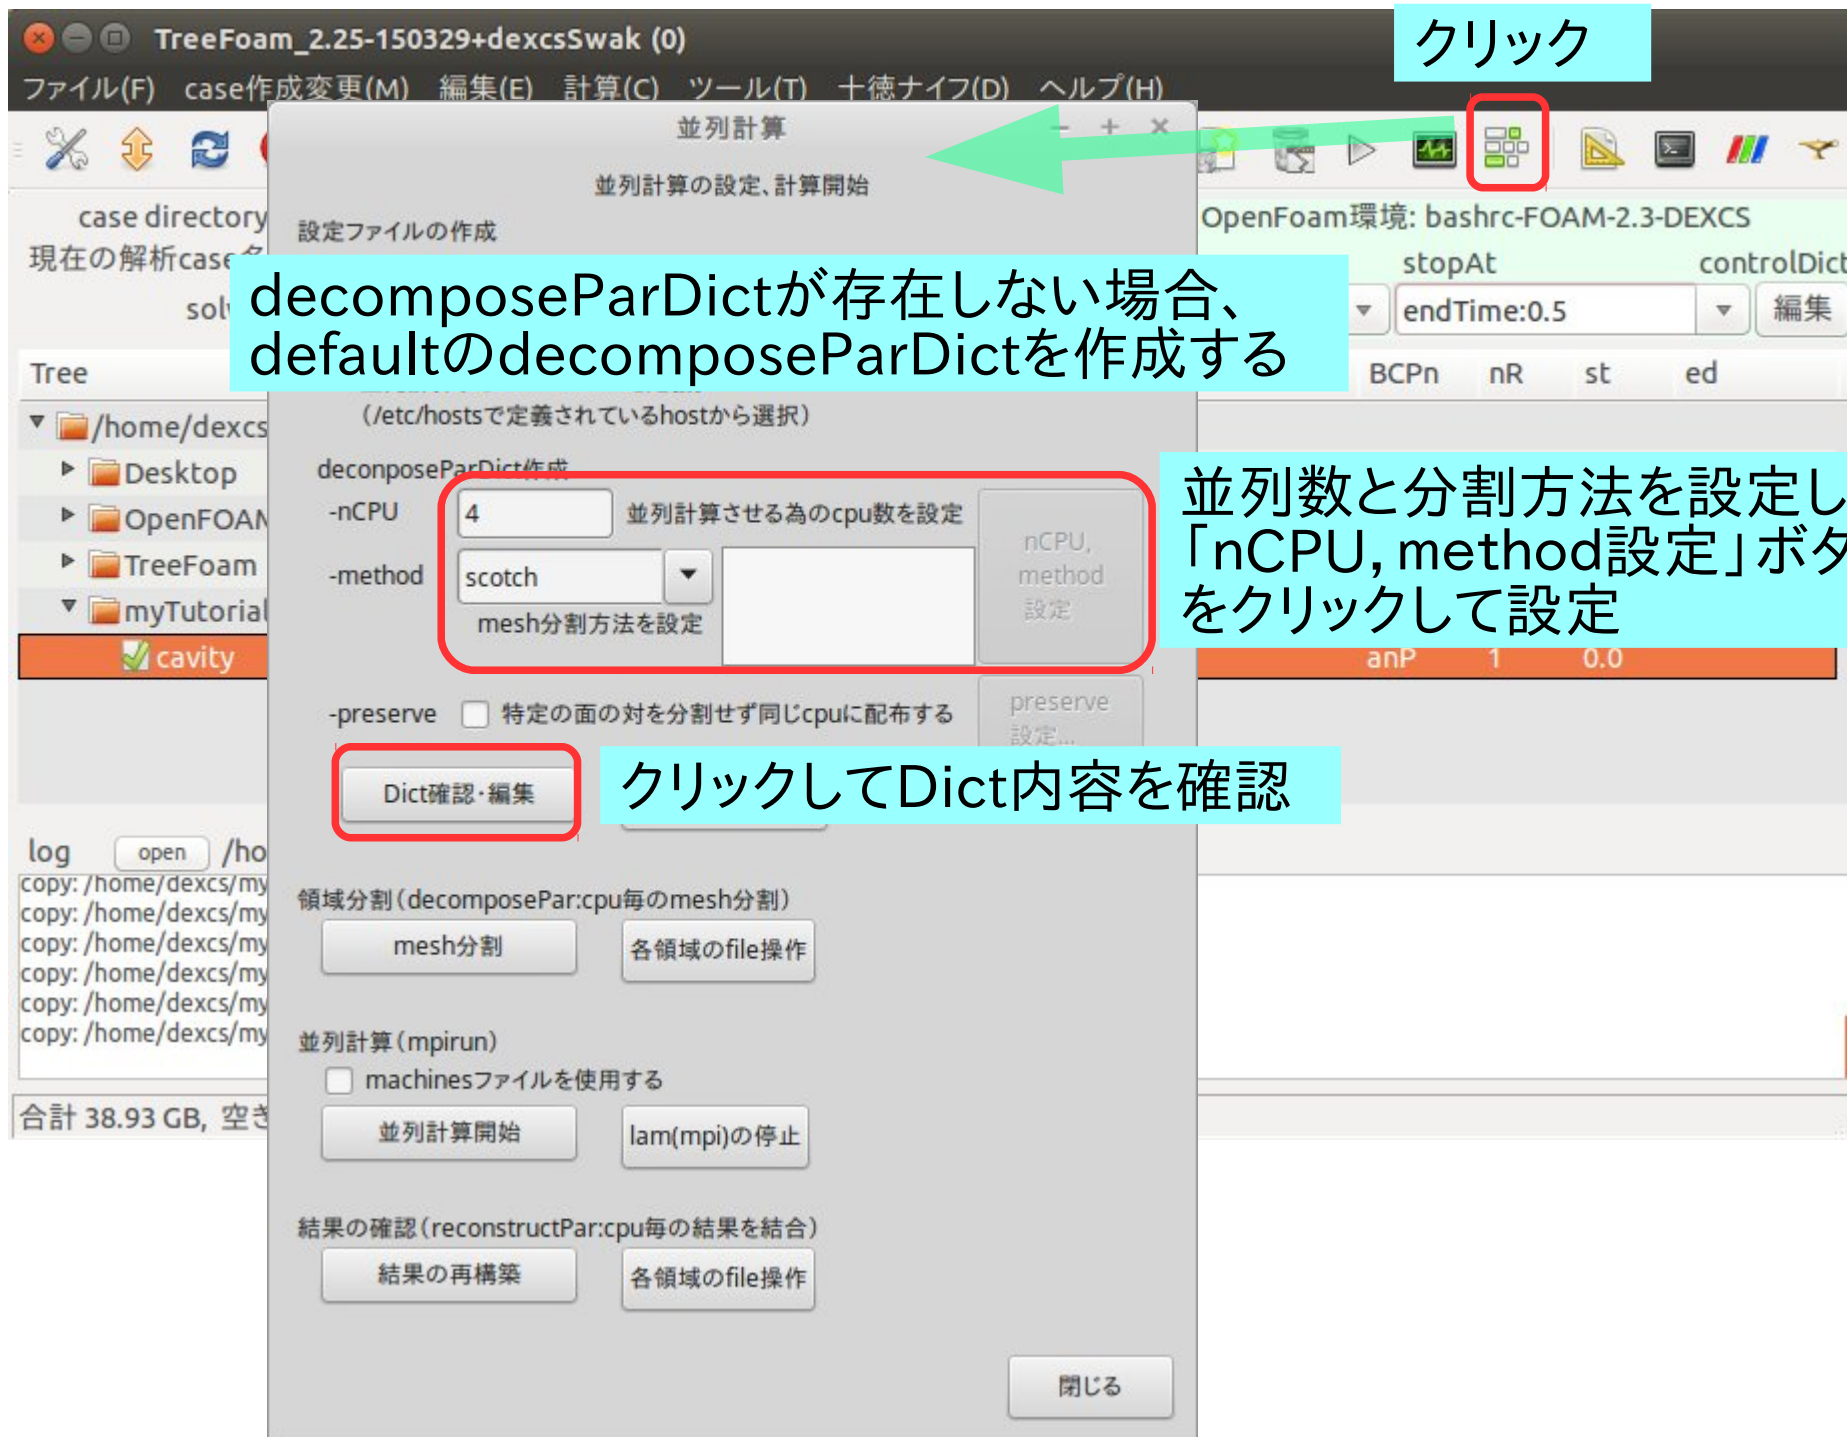 TreeFoam_2.25-150329+dexcsSwak (0)
クリック
ファイル(F) case作成変更(M) 編集(E) 計算(C) ツール(T) 十徳ナイフ(D) ヘルプ(H)
並列計算
並列計算の設定、計算開始
case directory
OpenFoam環境: bashrc-FOAM-2.3-DEXCS
設定ファイルの作成
現在の解析case名
stopAt controlDict
decomposeParDictが存在しない場合、
defaultのdecomposeParDictを作成する
endTime:0.5 編集
Tree
BCPn nR st ed
(/etc/hostsで定義されているhostから選択)
/home/dexcs
Desktop
OpenFOAM
TreeFoam
myTutorial
cavity
anP 1 0.0
deconposeParDict作成
-nCPU 4 並列計算させる為のcpu数を設定
-method scotch
mesh分割方法を設定
nCPU,
method
設定
並列数と分割方法を設定し
「nCPU, method設定」ボタ
をクリックして設定
-preserve 特定の面の対を分割せず同じcpuに配布する
preserve
設定...
Dict確認・編集
クリックしてDict内容を確認
log open /ho
copy: /home/dexcs/my
copy: /home/dexcs/my
copy: /home/dexcs/my
copy: /home/dexcs/my
copy: /home/dexcs/my
copy: /home/dexcs/my
合計 38.93 GB, 空き
領域分割(decomposePar:cpu毎のmesh分割)
mesh分割 各領域のfile操作
並列計算(mpirun)
machinesファイルを使用する
並列計算開始 lam(mpi)の停止
結果の確認(reconstructPar:cpu毎の結果を結合)
結果の再構築 各領域のfile操作
閉じる